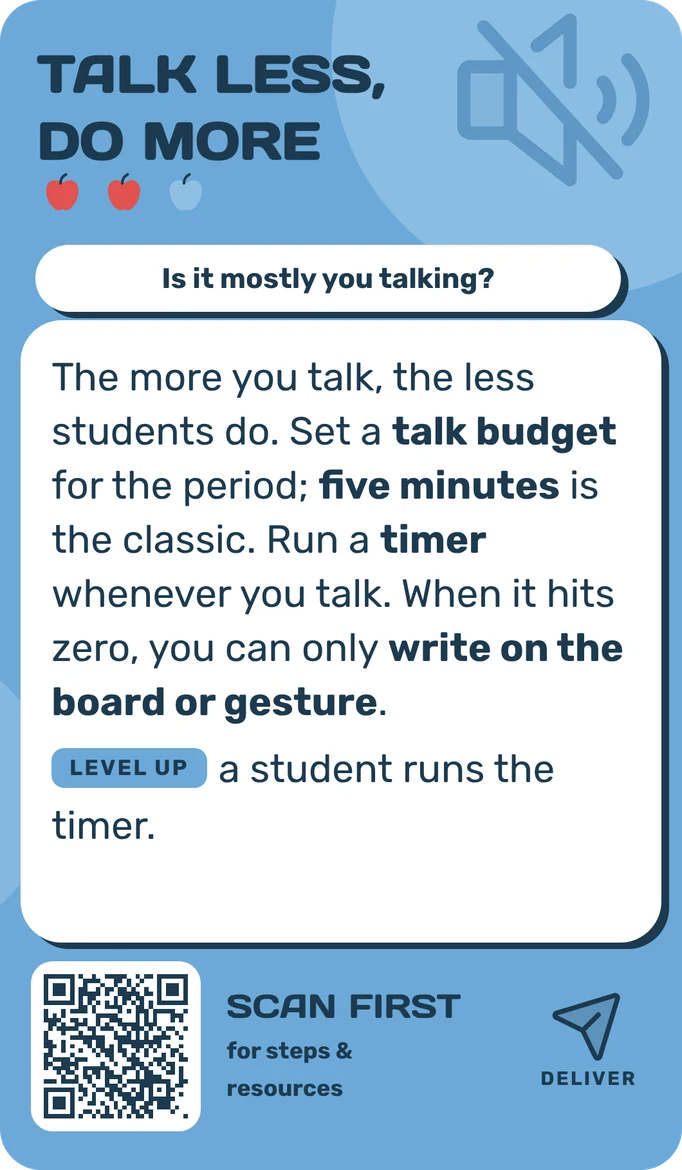 TALK LESS,
DO MORE
Is it mostly you talking?
The more you talk, the less
students do. Set a talk budget
for the period; five minutes is
the classic. Run a timer
whenever you talk. When it hits
zero, you can only write on the
board or gesture.
LEVEL UP a student runs the
timer.
SCAN FIRST
for steps &
resources
DELIVER